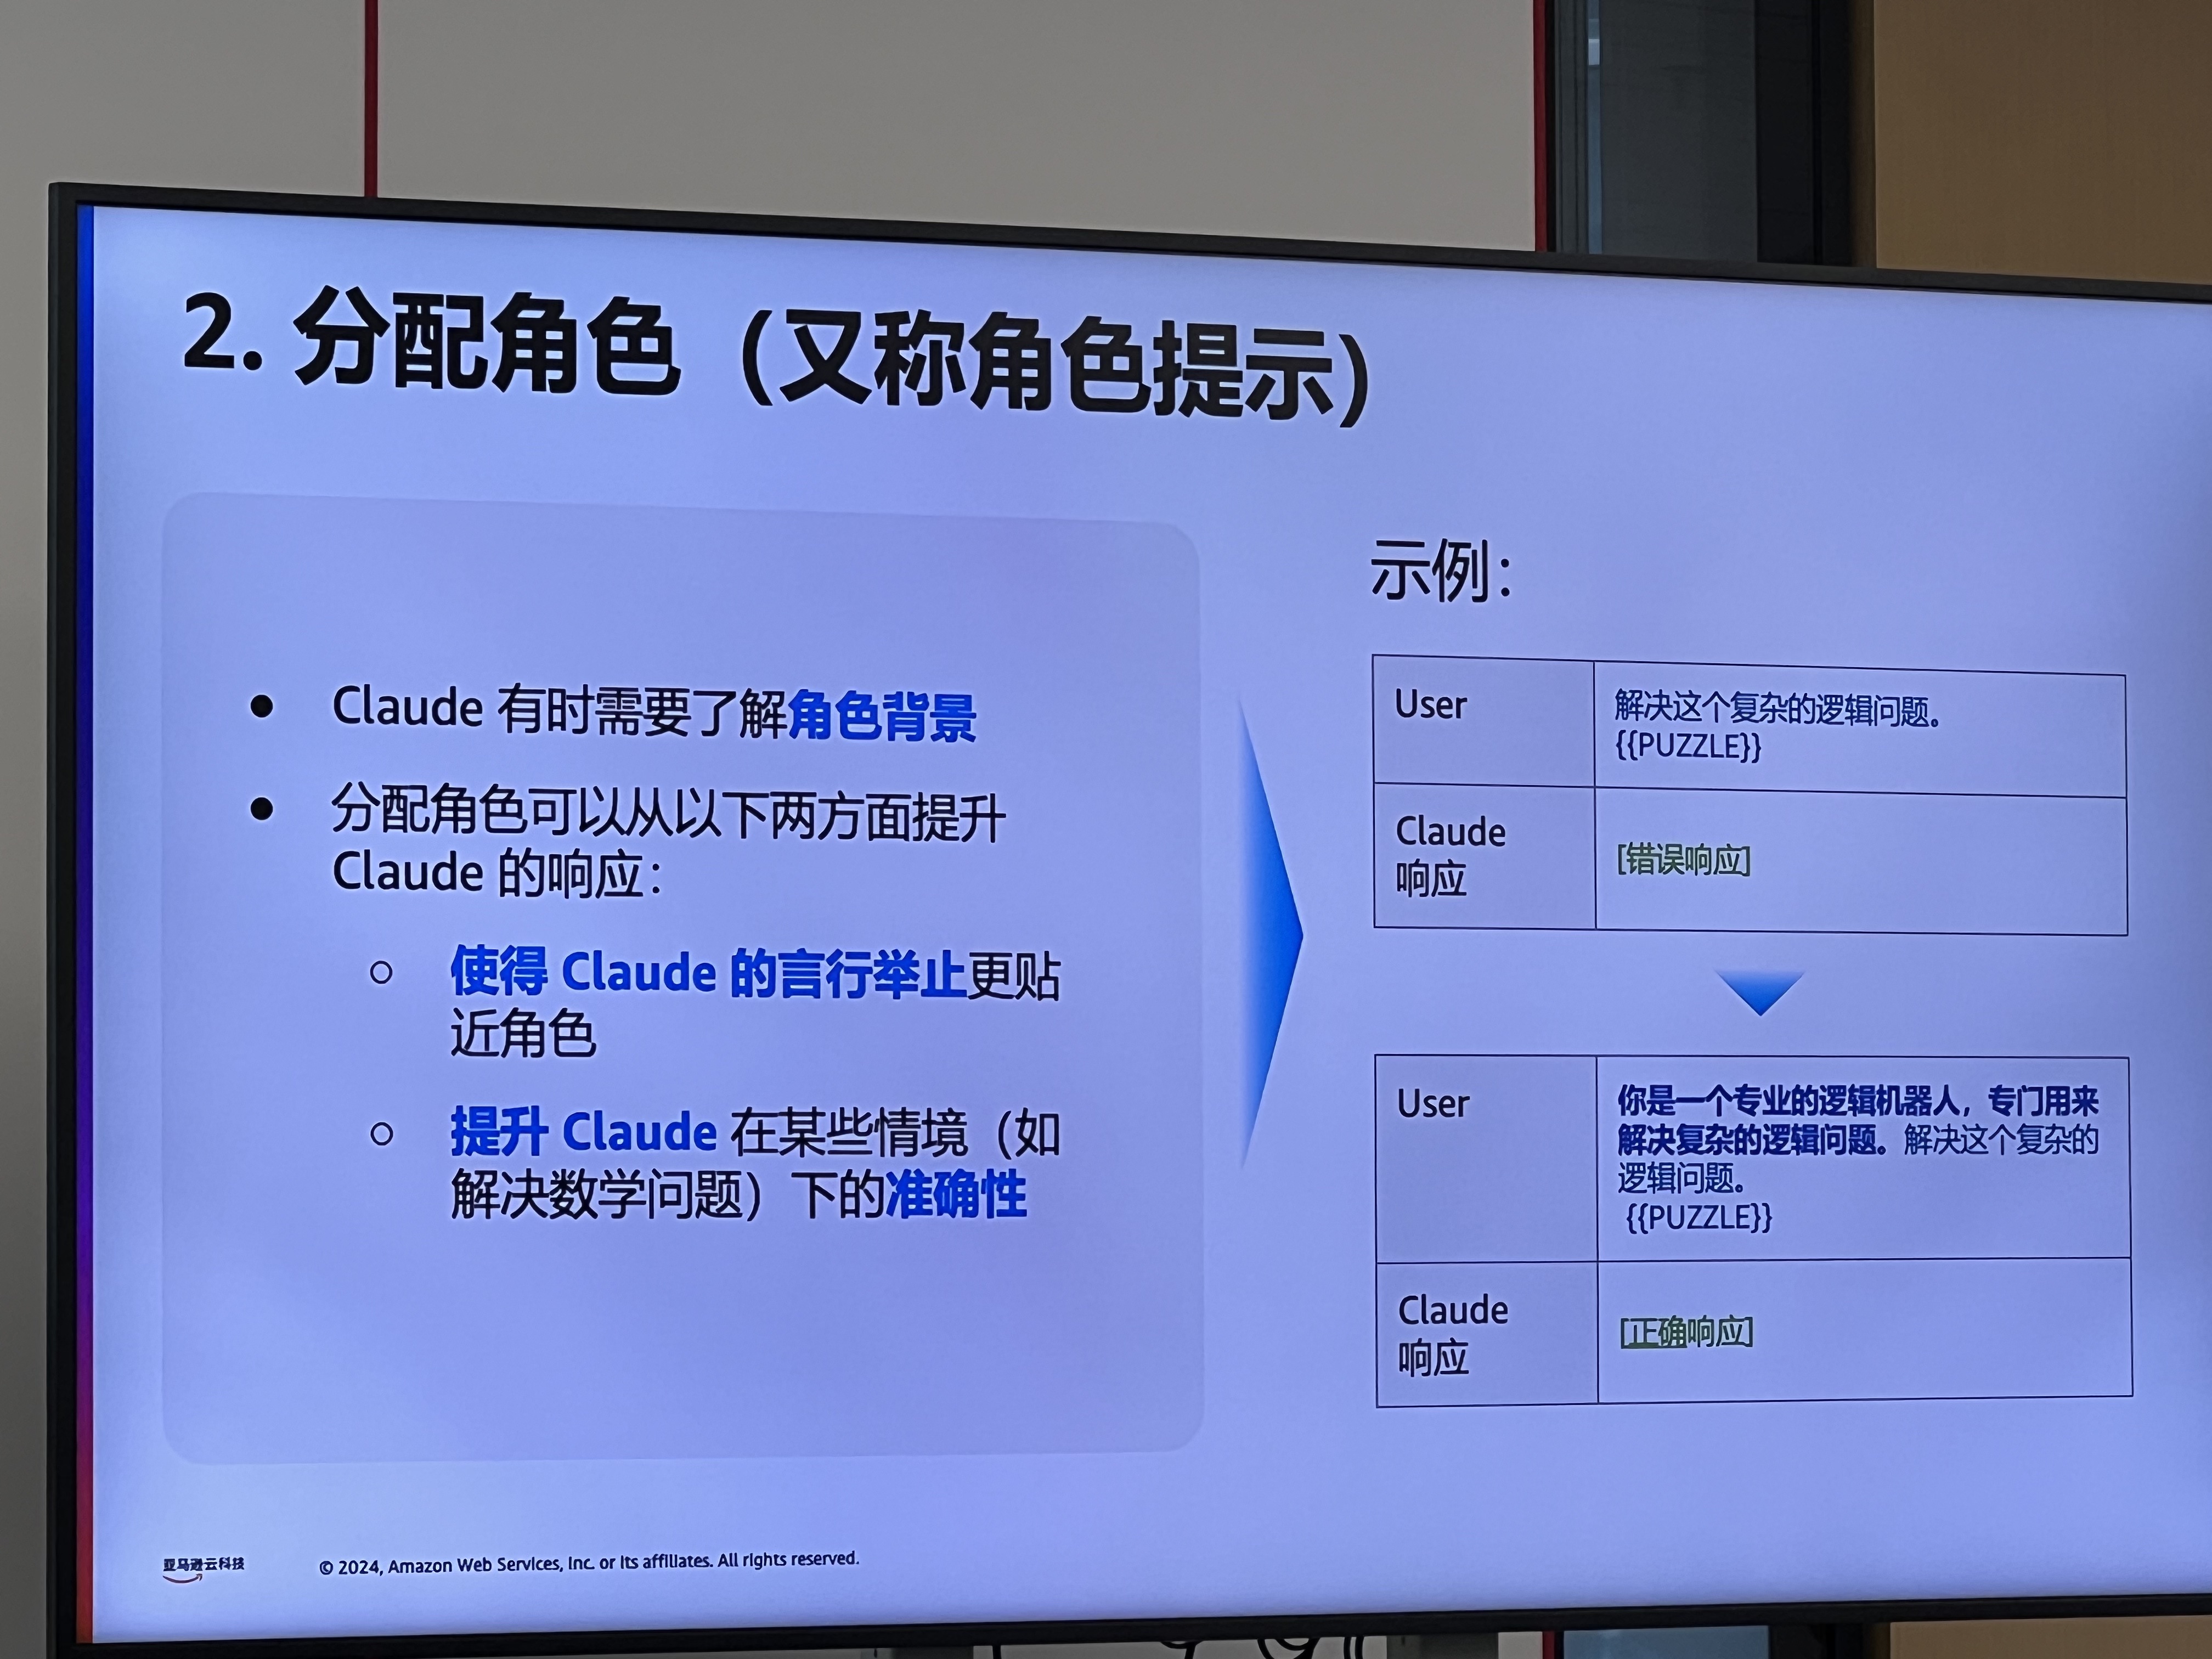 2. 分配角色（又称角色提示）
● Claude 有时需要了解角色背景
● 分配角色可以从以下两方面提升
Claude 的响应：
○ 使得 Claude 的言行举止更贴
近角色
○ 提升 Claude 在某些情境（如
解决数学问题）下的准确性
示例：
User
解决这个复杂的逻辑问题。
{{PUZZLE}}
Claude
响应
[错误响应]
User
你是一个专业的逻辑机器人，专门用来
解决复杂的逻辑问题。解决这个复杂的
逻辑问题。
{{PUZZLE}}
Claude
响应
[正确响应]
亚马逊云科技
© 2024, Amazon Web Services, Inc. or its affiliates. All rights reserved.